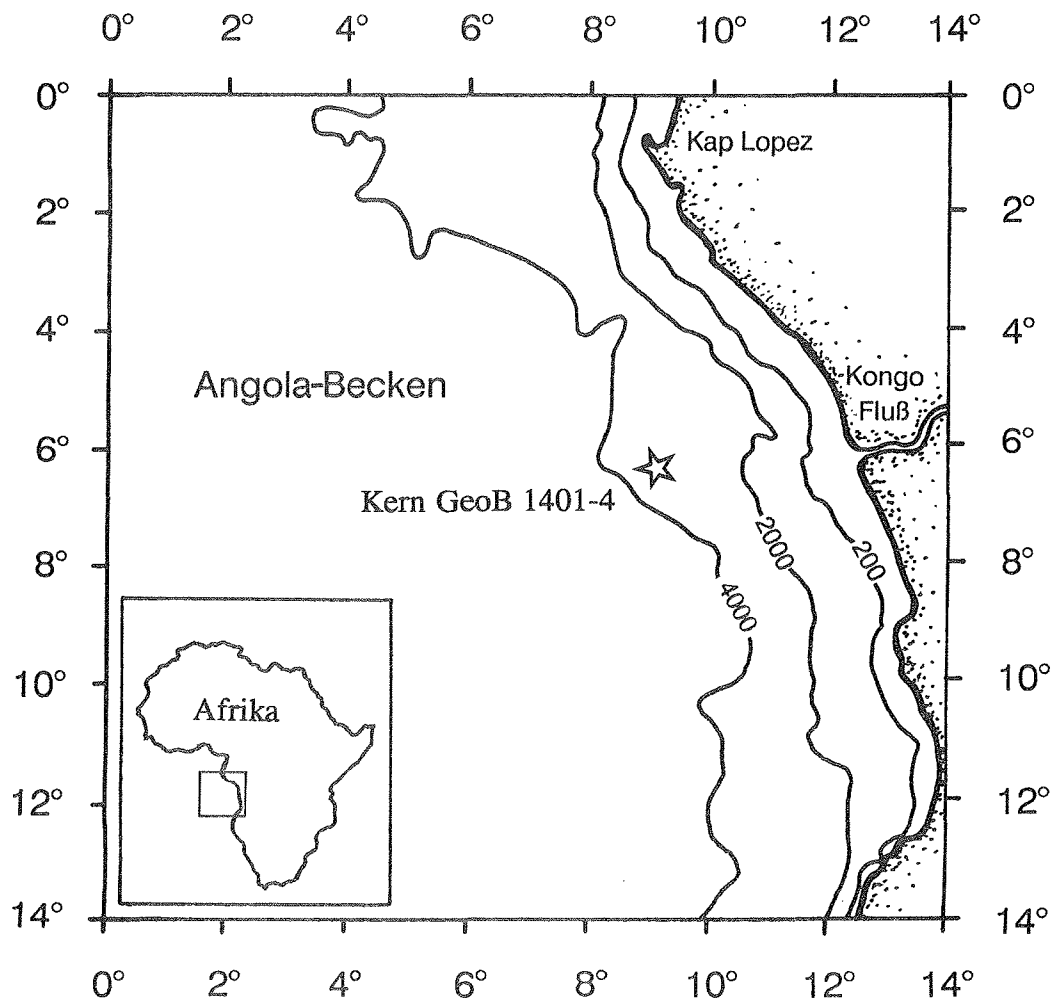 0° 2° 4° 6° 8° 10° 12° 14°
0° 0°
Kap Lopez
2° 2°
4° 4°
Angola-Becken
Kongo
Fluß
6° 6°
Kern GeoB 1401-4
2000
200
8° 8°
4000
10° 10°
Afrika
12° 12°
14° 14°
0° 2° 4° 6° 8° 10° 12° 14°